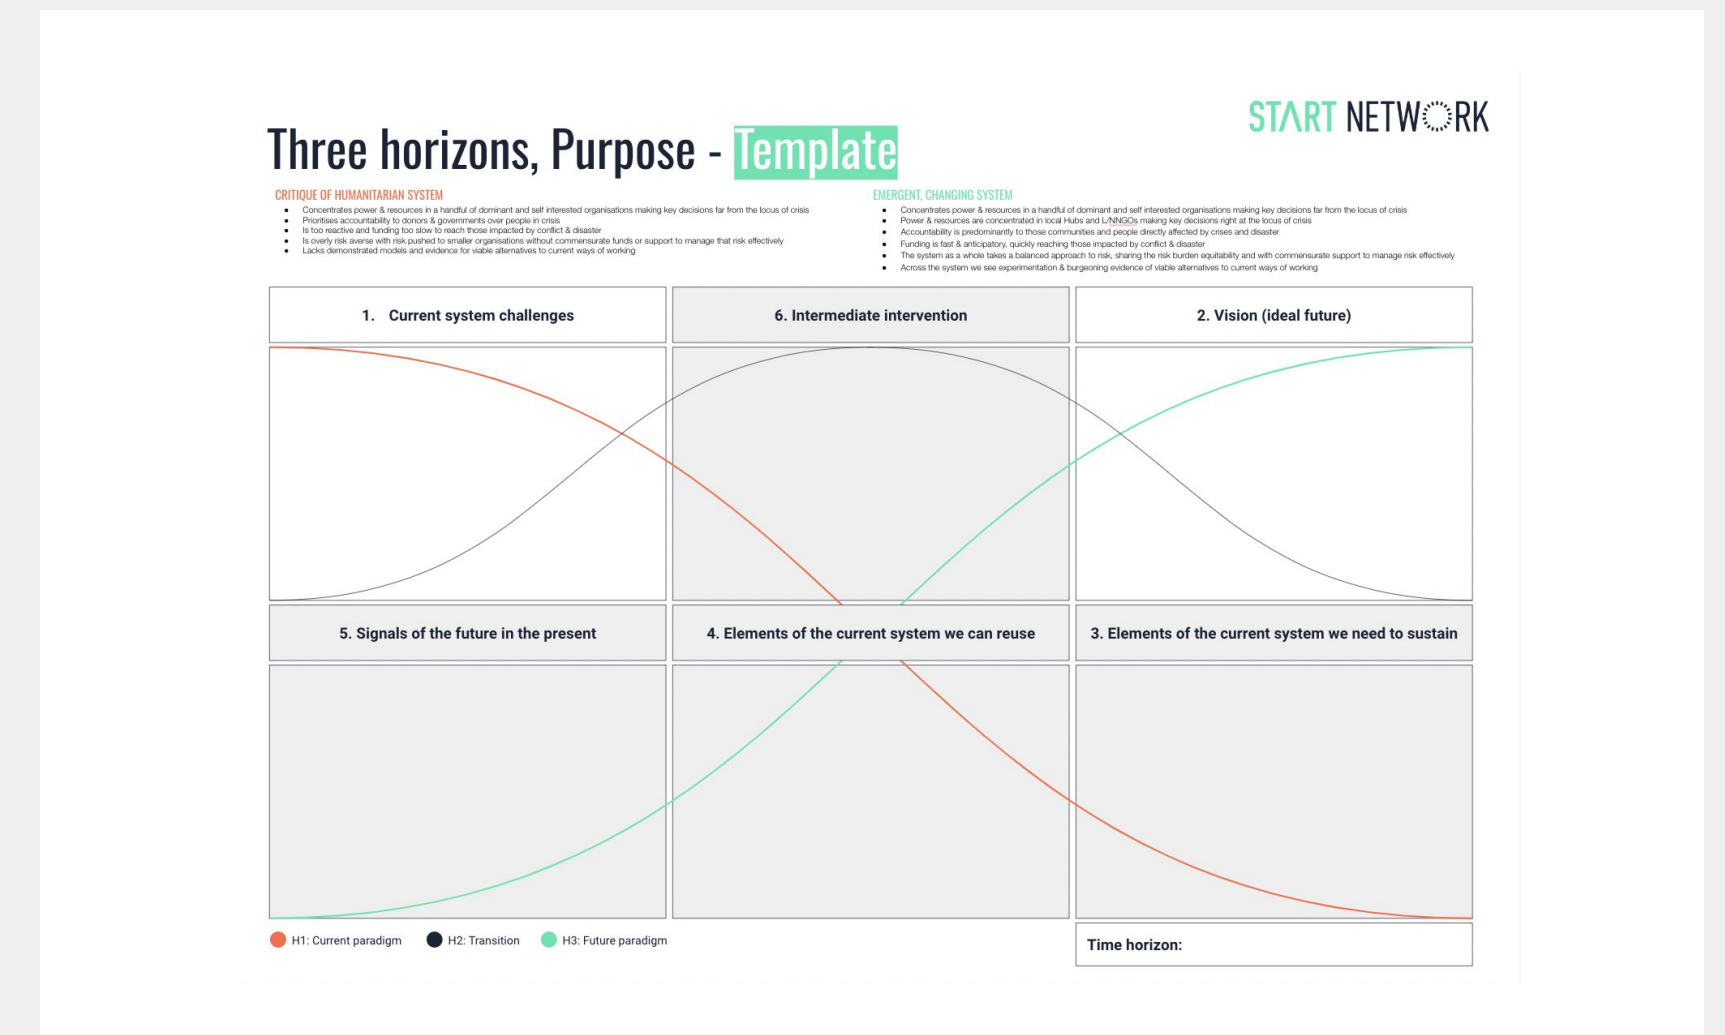 START NETWORK
Three horizons, Purpose - Template
CRITIQUE OF HUMANITARIAN SYSTEM
● Concentrates power & resources in a handful of dominant and self interested organisations making key decisions far from the locus of crisis
● Prioritises accountability to donors & governments over people in crisis
● Is too reactive and funding too slow to reach those impacted by conflict & disaster
● Is overly risk averse with risk pushed to smaller organisations without commensurate funds or support to manage that risk effectively
● Lacks demonstrated models and evidence for viable alternatives to current ways of working
EMERGENT, CHANGING SYSTEM
● Concentrates power & resources in a handful of dominant and self interested organisations making key decisions far from the locus of crisis
● Power & resources are concentrated in local Hubs and L/NNGOs making key decisions right at the locus of crisis
● Accountability is predominantly to those communities and people directly affected by crises and disaster
● Funding is fast & anticipatory, quickly reaching those impacted by conflict & disaster
● The system as a whole takes a balanced approach to risk, sharing the risk burden equitability and with commensurate support to manage risk effectively
● Across the system we see experimentation & burgeoning evidence of viable alternatives to current ways of working
1. Current system challenges
6. Intermediate intervention
2. Vision (ideal future)
5. Signals of the future in the present
4. Elements of the current system we can reuse
3. Elements of the current system we need to sustain
H1: Current paradigm
H2: Transition
H3: Future paradigm
Time horizon: